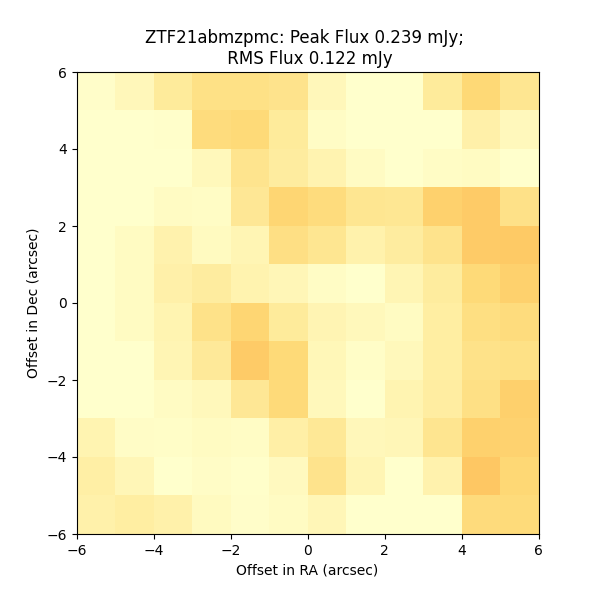 ZTF21abmzpmc: Peak Flux 0.239 mJy;
RMS Flux 0.122 mJy
6
4
2
0
−2
−4
−6
Offset in Dec (arcsec)
−6 −4 −2 0 2 4 6
Offset in RA (arcsec)